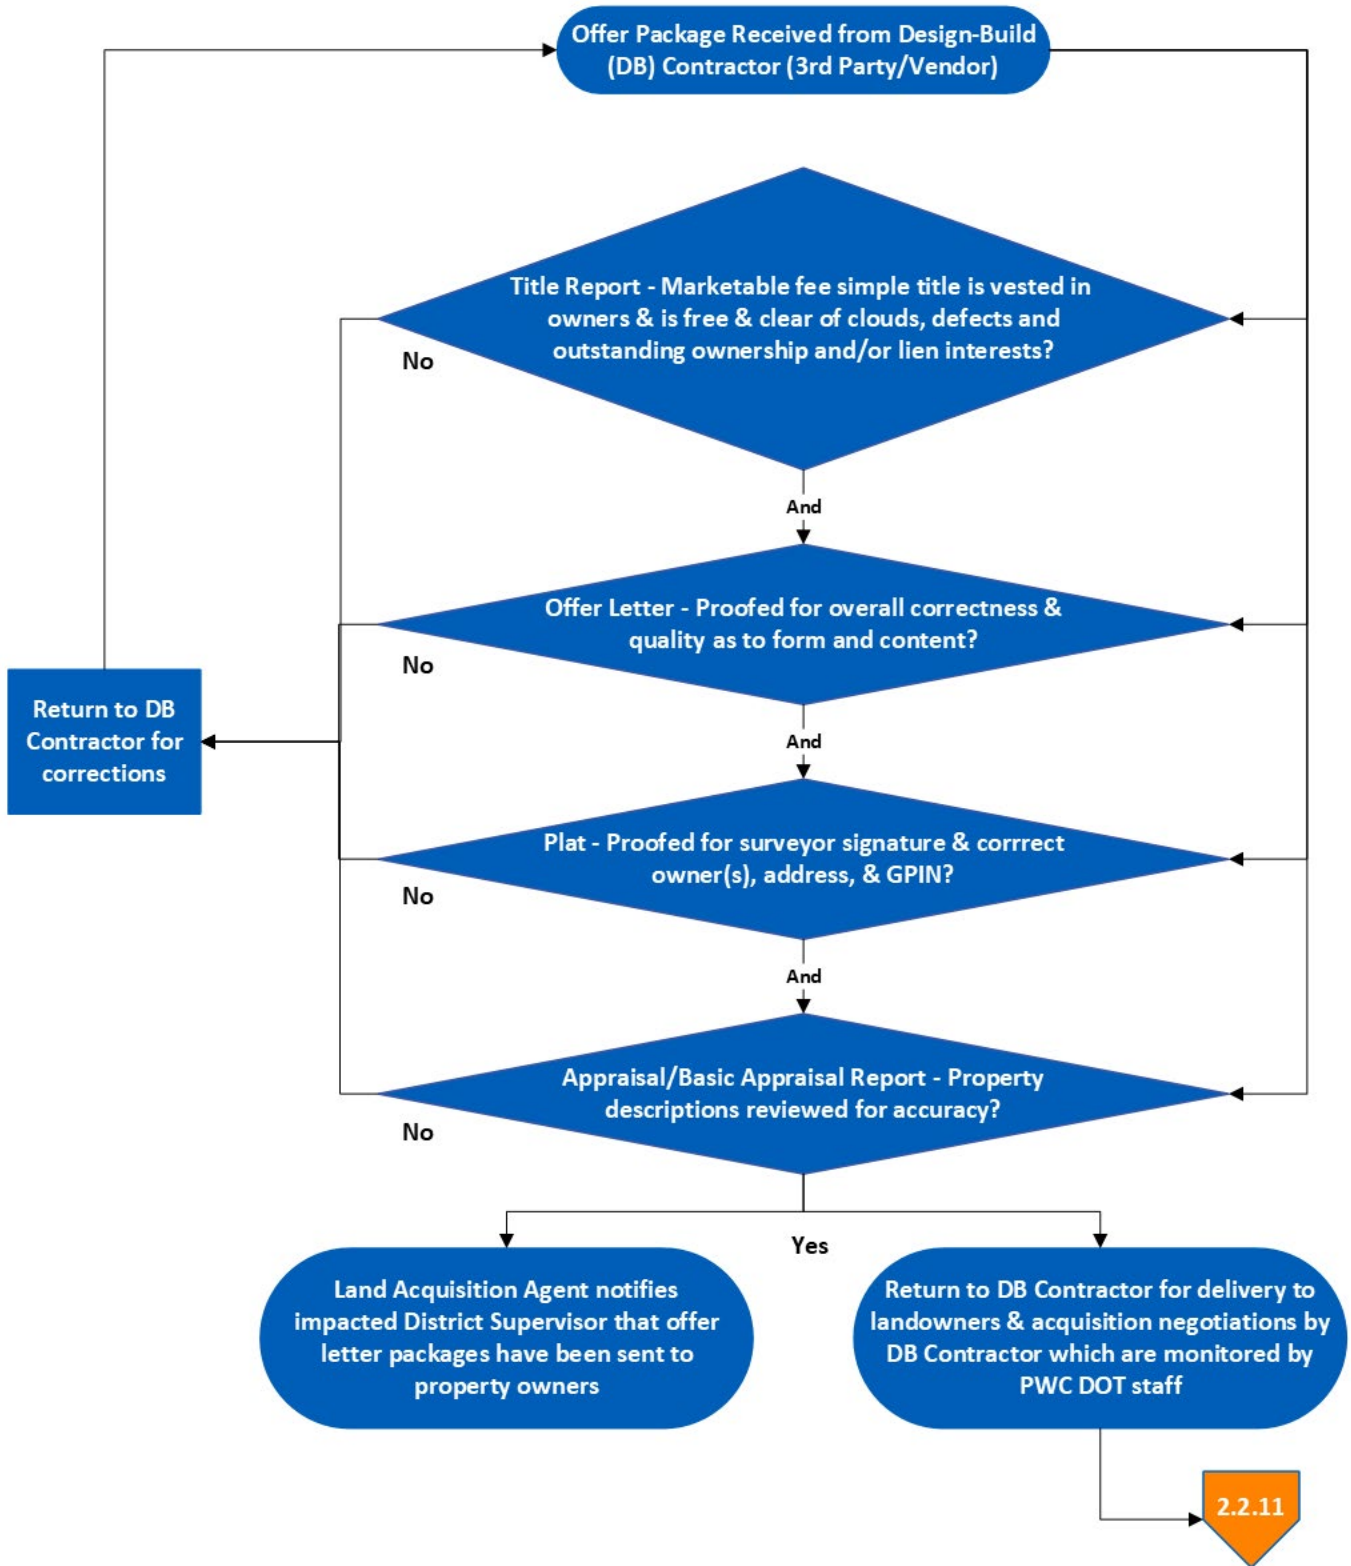 Offer Package Received from Design-Build
(DB) Contractor (3rd Party/Vendor)
Title Report - Marketable fee simple title is vested in
owners & is free & clear of clouds, defects and
outstanding ownership and/or lien interests?
No
And
Offer Letter - Proofed for overall correctness &
quality as to form and content?
No
Return to DB
Contractor for
corrections
And
Plat - Proofed for surveyor signature & corrrect
owner(s), address, & GPIN?
No
And
Appraisal/Basic Appraisal Report - Property
descriptions reviewed for accuracy?
No
Yes
Land Acquisition Agent notifies
impacted District Supervisor that offer
letter packages have been sent to
property owners
Return to DB Contractor for delivery to
landowners & acquisition negotiations by
DB Contractor which are monitored by
PWC DOT staff
2.2.11